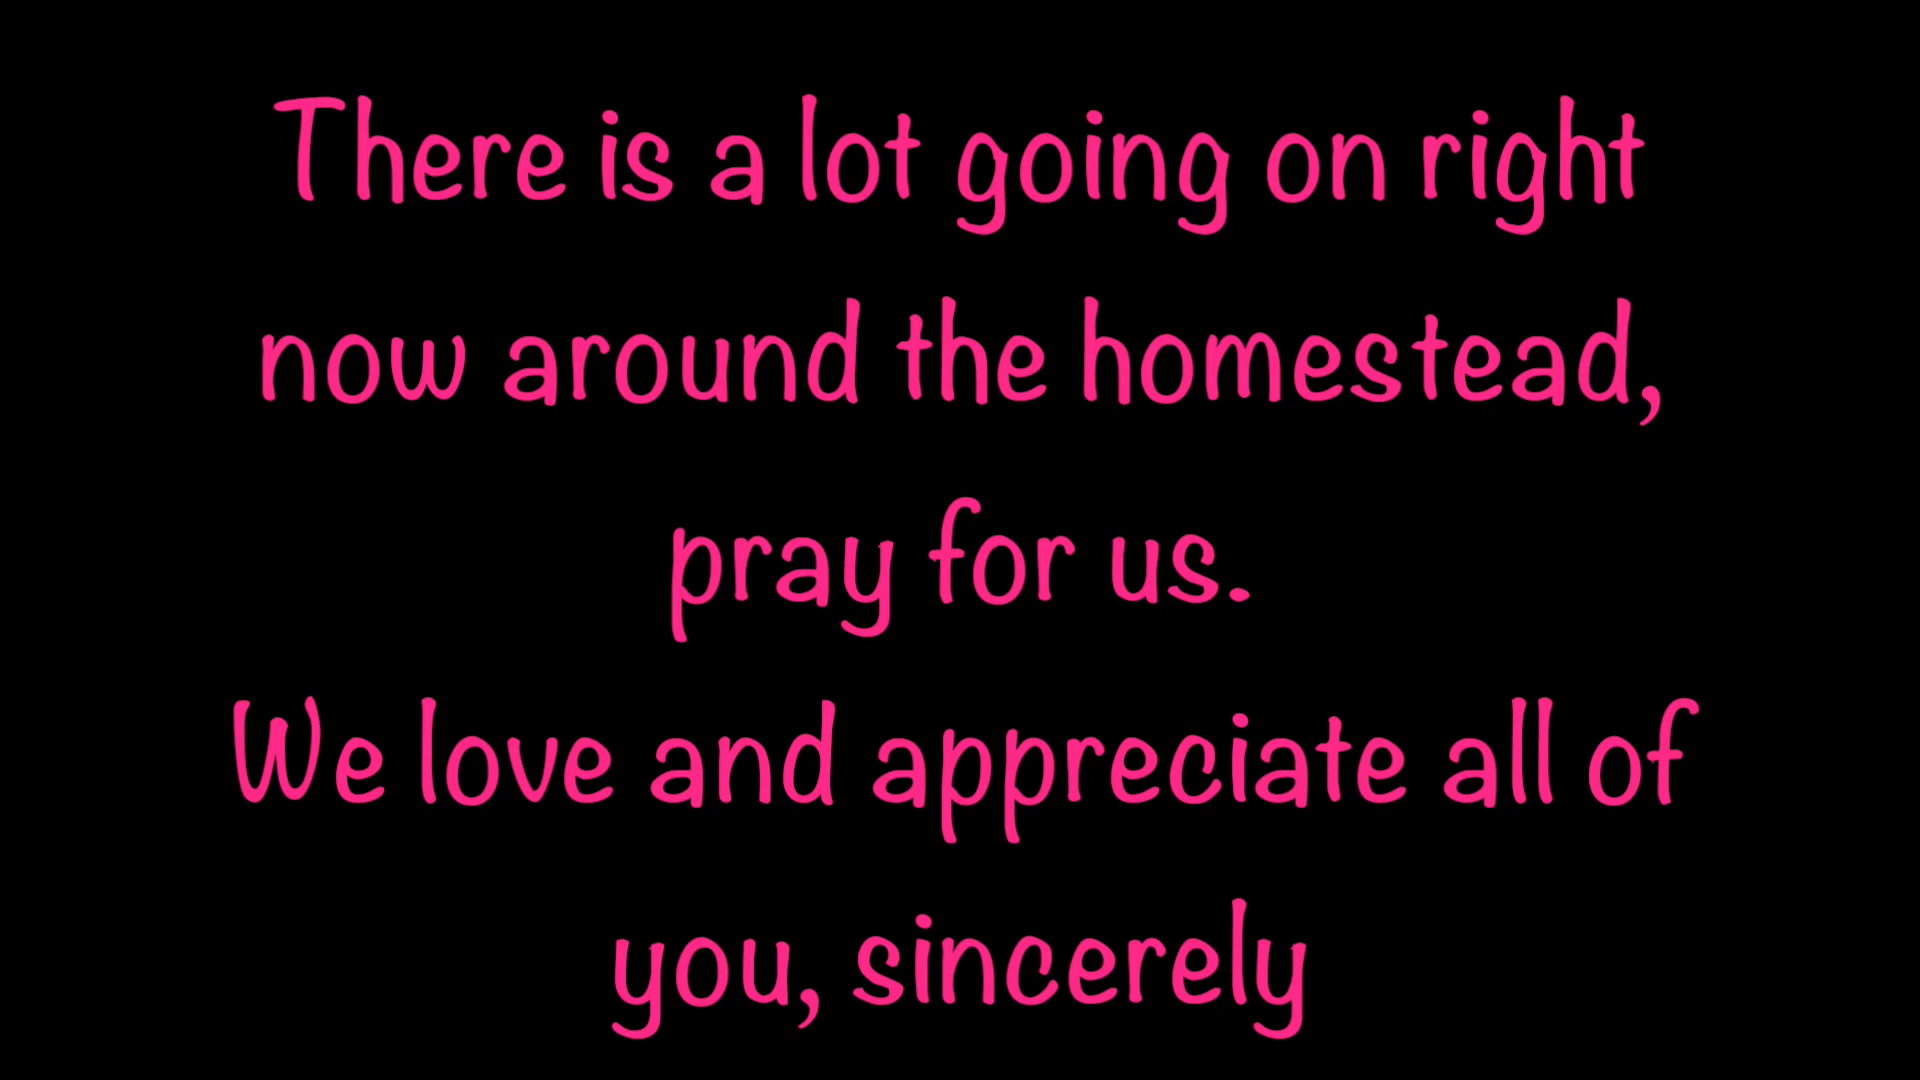 There is a lot going on right
now around the homestead,
pray for us.
We love and appreciate all of
you, sincerely